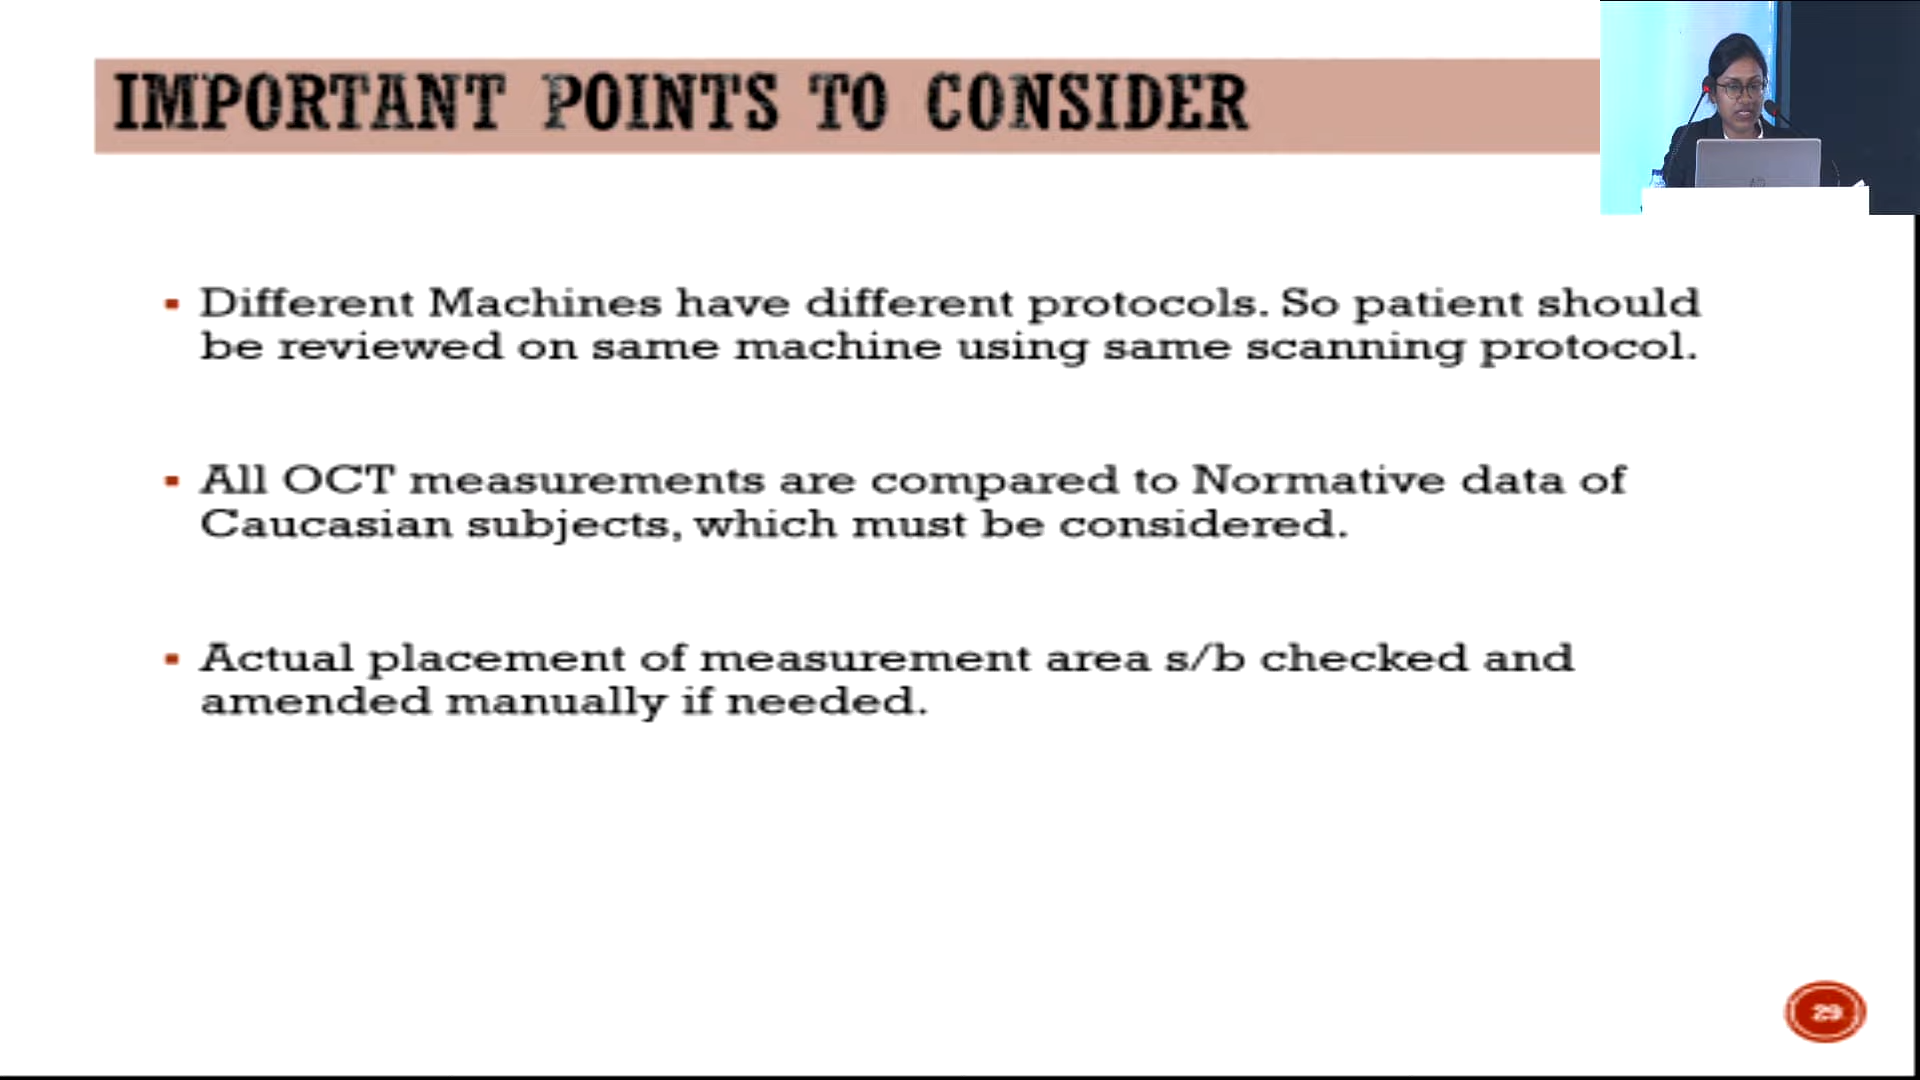 IMPORTANT POINTS TO CONSIDER
▪ Different Machines have different protocols. So patient should
be reviewed on same machine using same scanning protocol.
▪ All OCT measurements are compared to Normative data of
Caucasian subjects, which must be considered.
▪ Actual placement of measurement area s/b checked and
amended manually if needed.
29